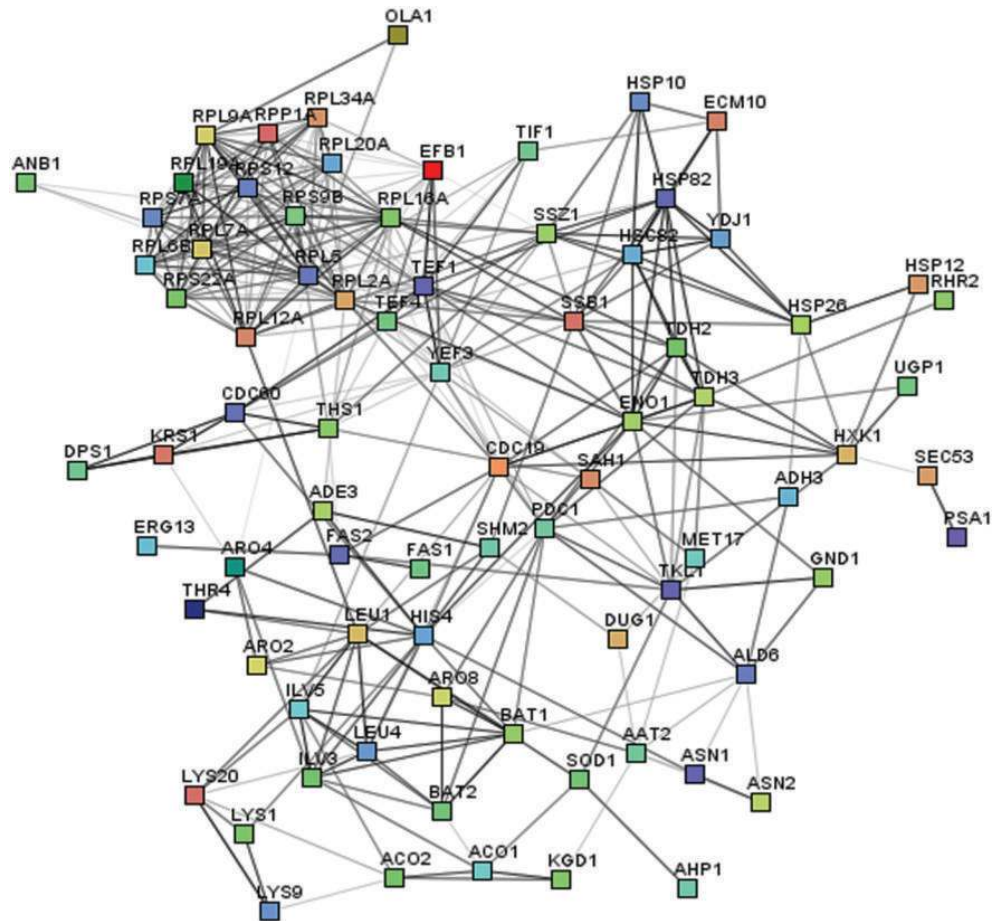 OLA1
HSP10
ECM10
RPL34A
RPL9A
RPP1A
TIF1
RPL20A
EFB1
ANB1
RPL19A
RPS12
HSP82
RPS7A
RPS9B
RPL16A
SSZ1
YDJ1
RPL7A
HSC82
RPL6B
RPL5
TEF1
HSP12
RHR2
RPS22A
RPL2A
TEF4
SSB1
HSP26
RPL12A
TDH2
YEF3
TDH3
UGP1
CDC60
THS1
ENO1
KRS1
DPS1
CDC19
SAH1
HXK1
SEC53
ADE3
ADH3
ERG13
FAS2
SHM2
PDC1
PSA1
ARO4
FAS1
MET17
GND1
THR4
LEU1
HIS4
TKL1
DUG1
ARO2
ALD6
ILV5
ARO8
BAT1
LEU4
AAT2
ILV3
SOD1
ASN1
ASN2
LYS20
BAT2
LYS1
ACO2
ACO1
KGD1
AHP1
LYS9